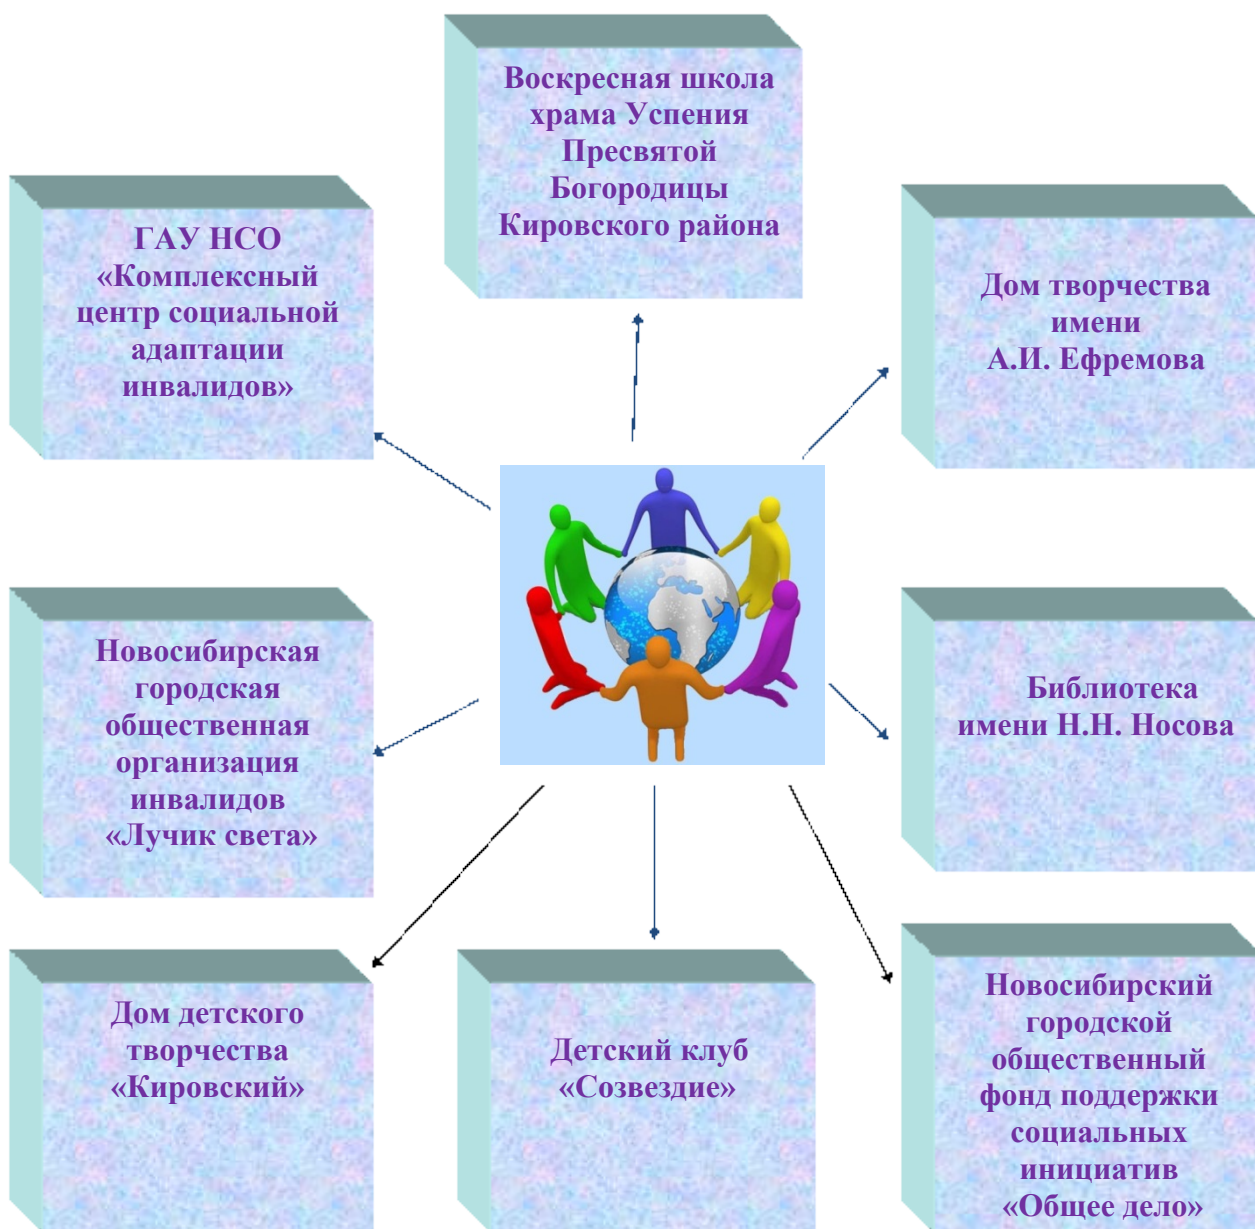 Воскресная школа
храма Успения
Пресвятой
Богородицы
Кировского района
ГАУ НСО
«Комплексный
центр социальной
адаптации
инвалидов»
Дом творчества
имени
А.И. Ефремова
Новосибирская
городская
общественная
организация
инвалидов
«Лучик света»
Библиотека
имени Н.Н. Носова
Дом детского
творчества
«Кировский»
Детский клуб
«Созвездие»
Новосибирский
городской
общественный
фонд поддержки
социальных
инициатив
«Общее дело»